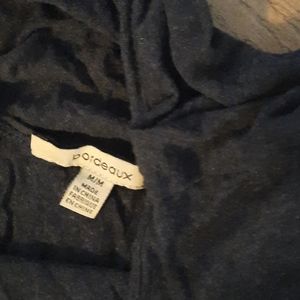 bordeaux
M/M
MADE
IN CHINA
FABRIQUÉ
EN CHINE